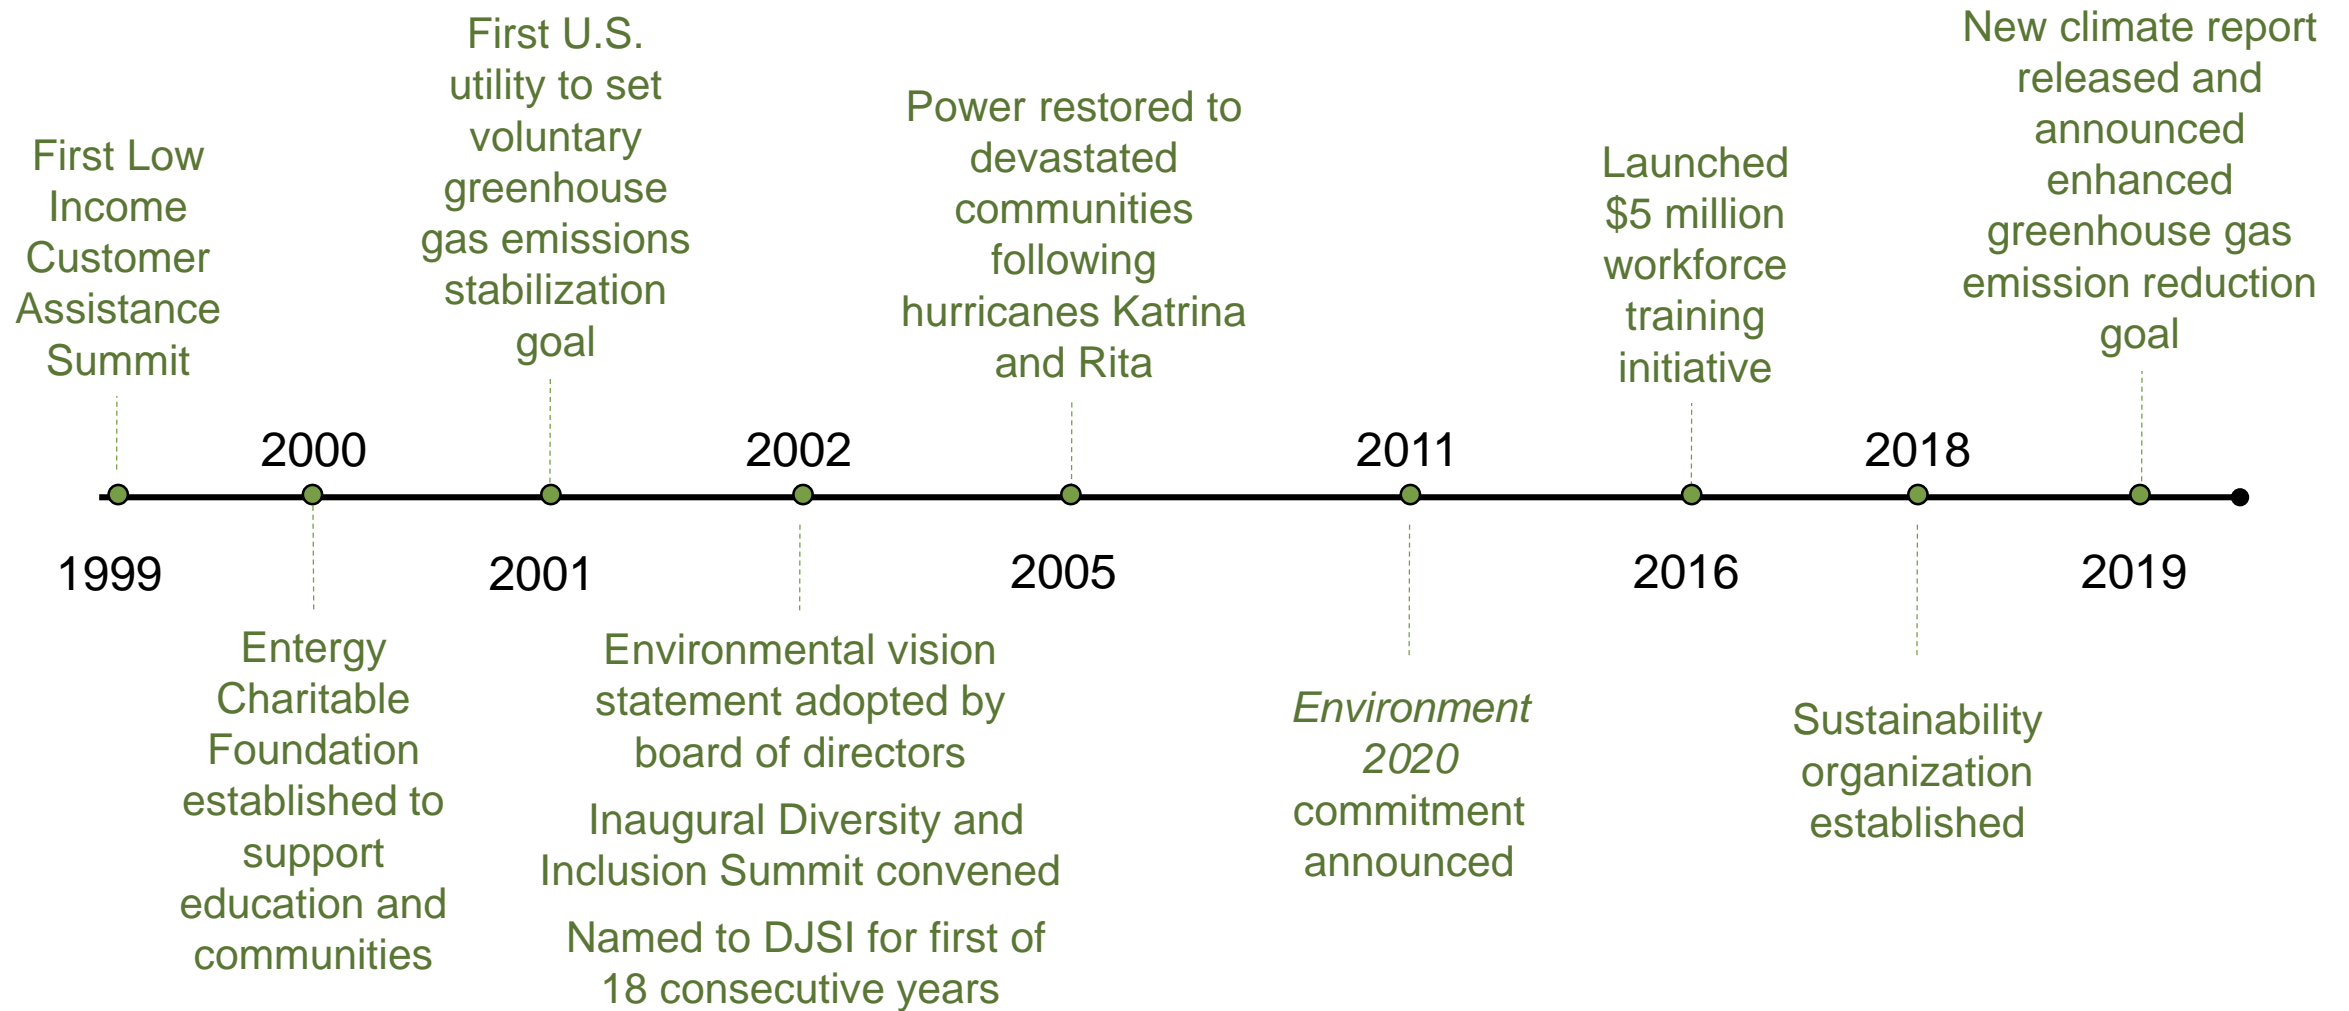 First Low
Income
Customer
Assistance
Summit
1999
2000
Entergy
Charitable
Foundation
established to
support
education and
communities
First U.S.
utility to set
voluntary
greenhouse
gas emissions
stabilization
goal
2001
2002
Environmental vision
statement adopted by
board of directors
Inaugural Diversity and
Inclusion Summit convened
Named to DJSI for first of
18 consecutive years
Power restored to
devastated
communities
following
hurricanes Katrina
and Rita
2005
2011
Environment
2020
commitment
announced
Launched
$5 million
workforce
training
initiative
2016
2018
Sustainability
organization
established
New climate report
released and
announced
enhanced
greenhouse gas
emission reduction
goal
2019